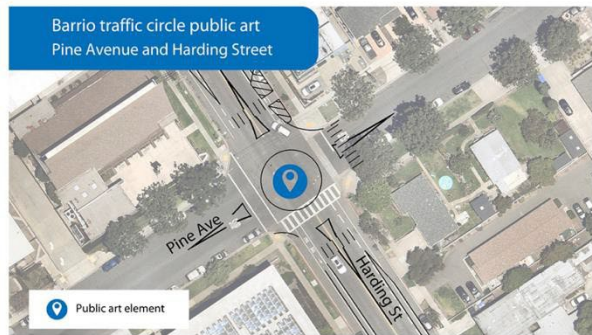 Barrio traffic circle public art
Pine Avenue and Harding Street
Pine Ave
Harding St
Public art element